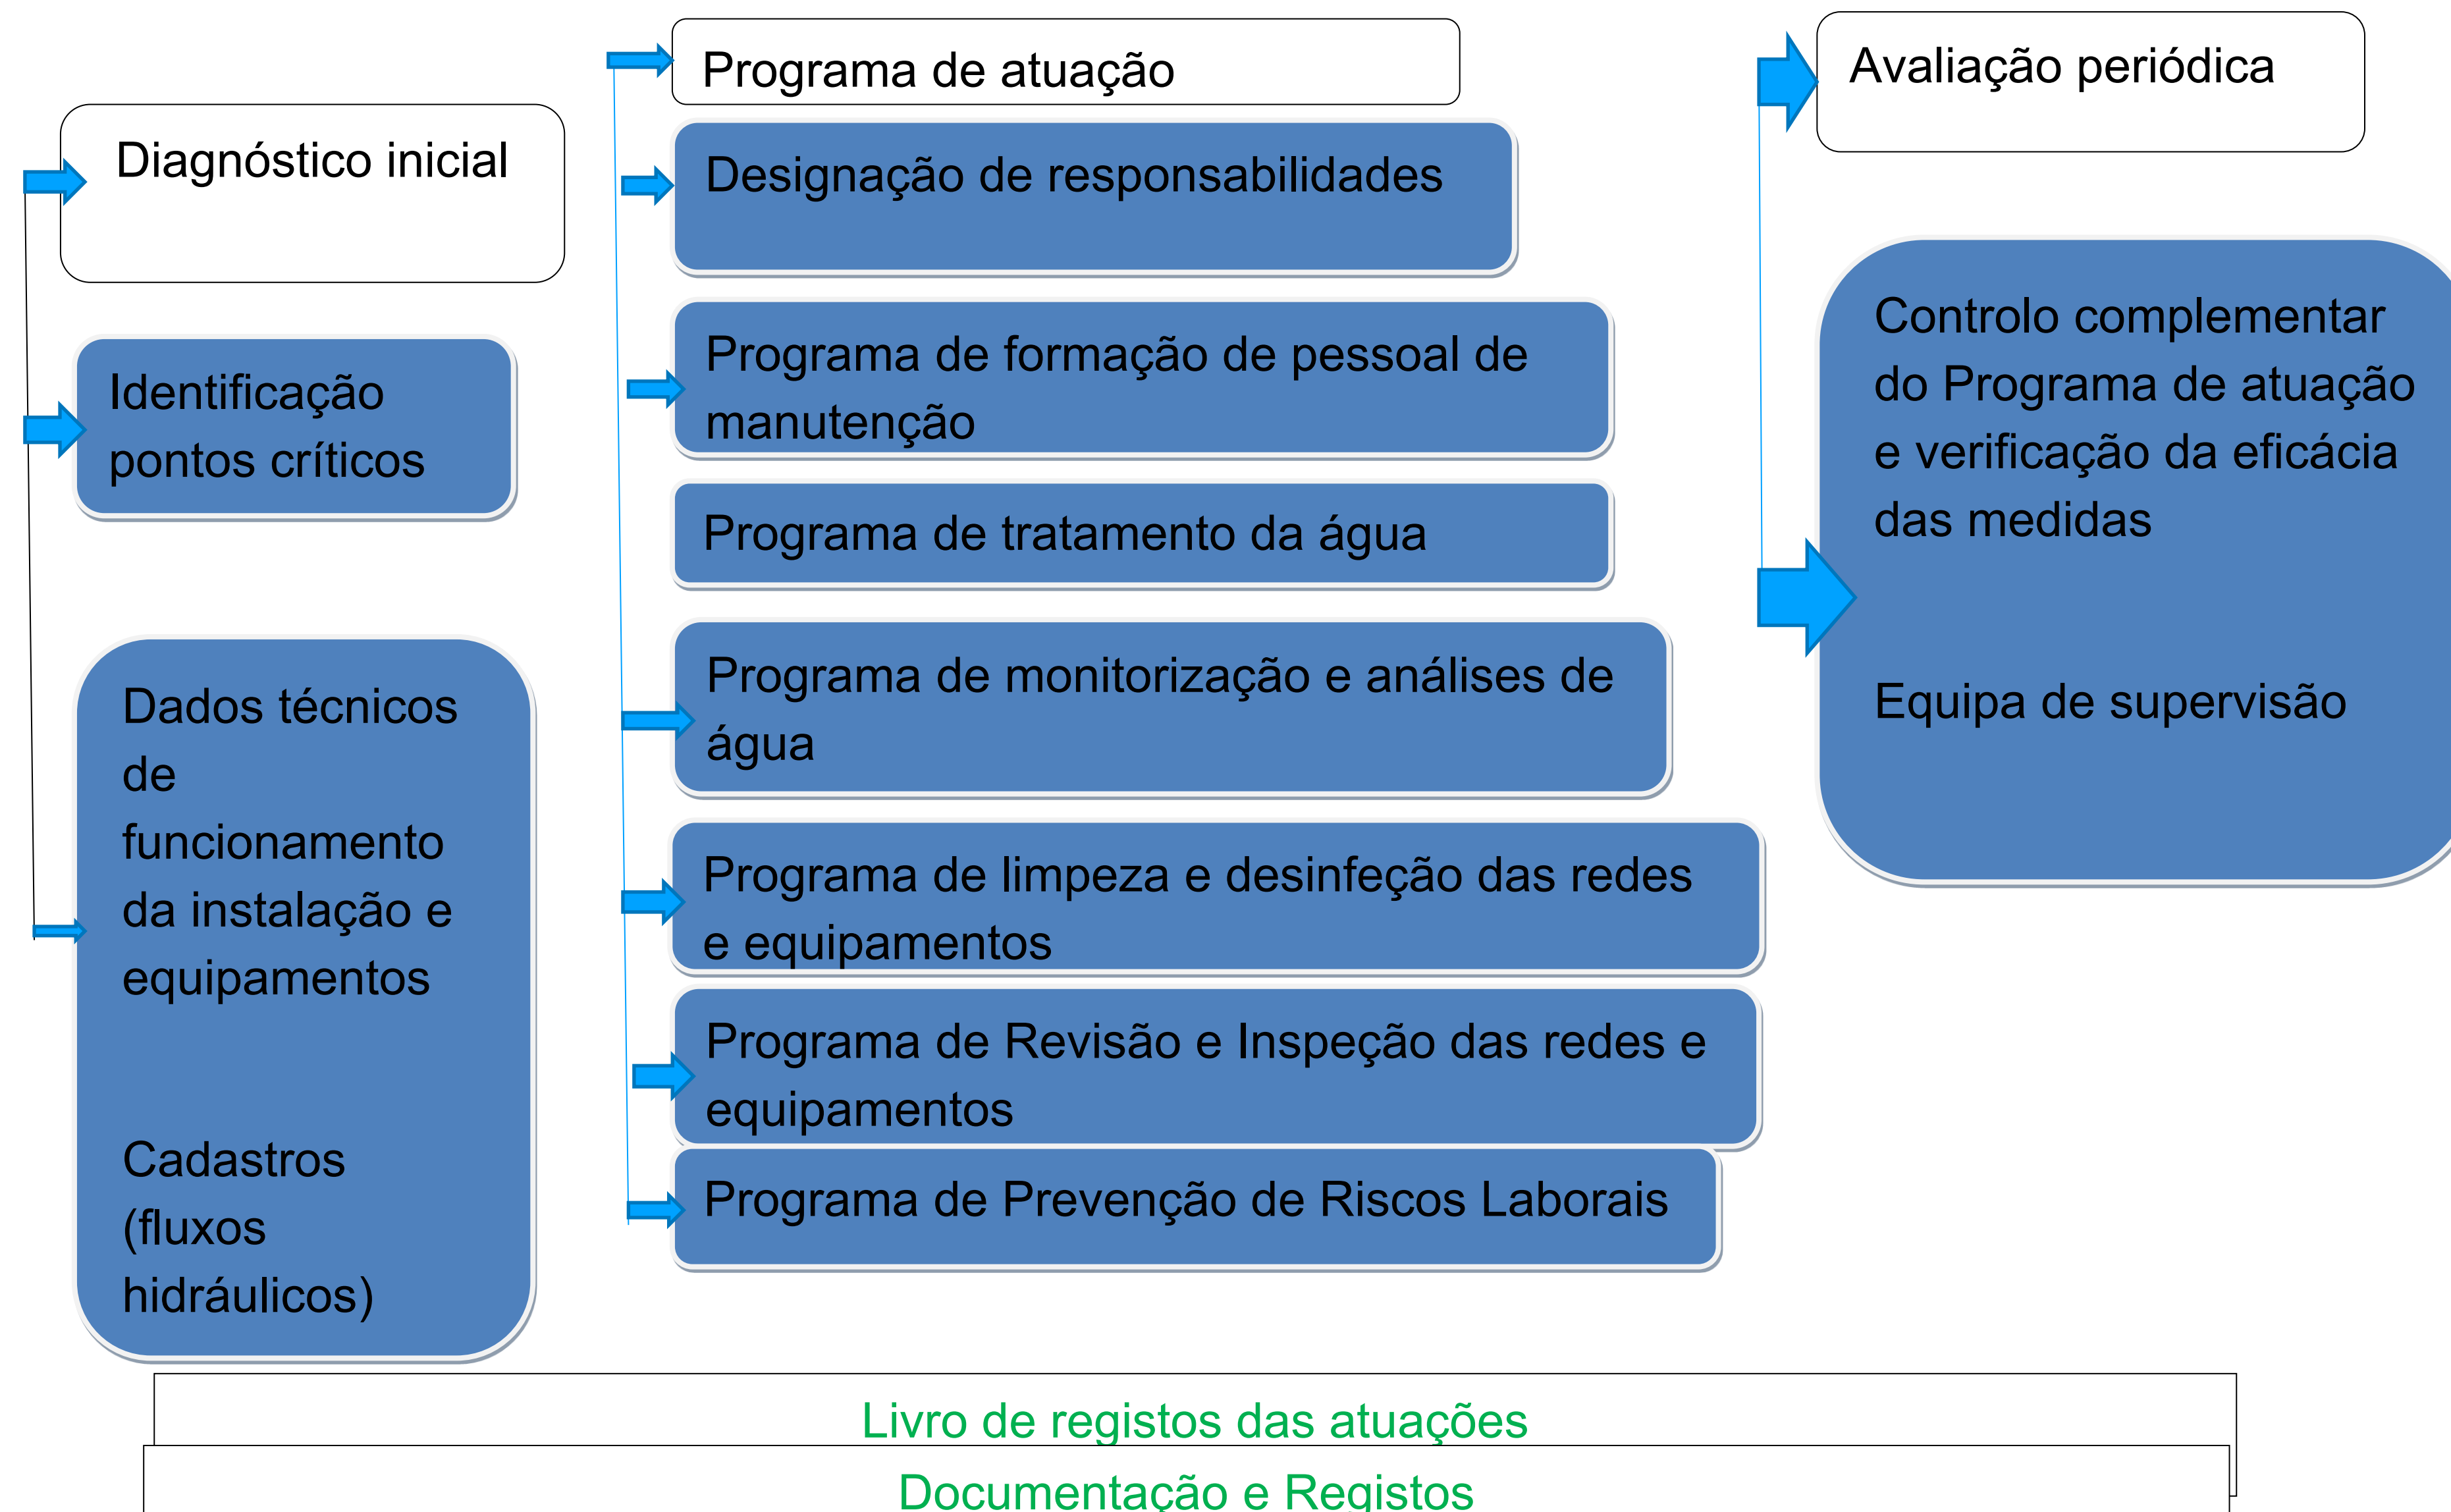 Diagnóstico inicial
Identificação
pontos críticos
Dados técnicos
de
funcionamento
da instalação e
equipamentos
Cadastros
(fluxos
hidráulicos)
Programa de atuação
Designação de responsabilidades
Programa de formação de pessoal de
manutenção
Programa de tratamento da água
Programa de monitorização e análises de
água
Programa de limpeza e desinfeção das redes
e equipamentos
Programa de Revisão e Inspeção das redes e
equipamentos
Programa de Prevenção de Riscos Laborais
Avaliação periódica
Controlo complementar
do Programa de atuação
e verificação da eficácia
das medidas
Equipa de supervisão
Livro de registos das atuações
Documentação e Registos